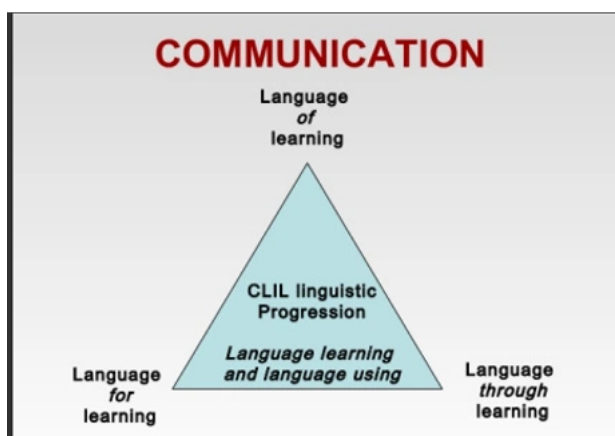 COMMUNICATION
Language
of
learning
CLIL linguistic
Progression
Language learning
and language using
Language
for
learning
Language
through
learning